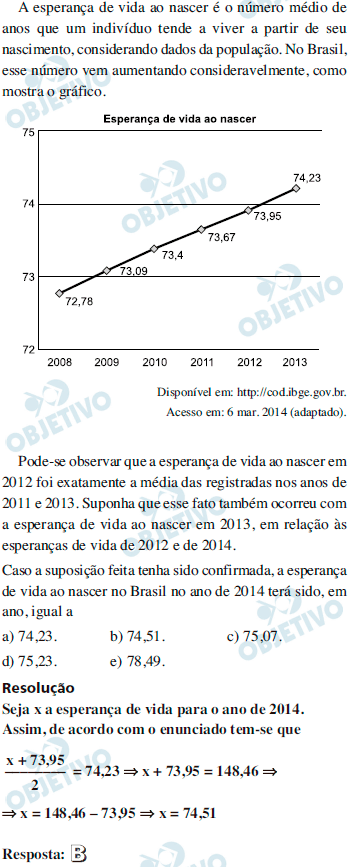 A esperança de vida ao nascer é o número médio de
anos que um indivíduo tende a viver a partir de seu
nascimento, considerando dados da população. No Brasil,
esse número vem aumentando consideravelmente, como
mostra o gráfico.
Esperança de vida ao nascer
75
74
73
72
72,78
73,09
73,4
73,67
73,95
74,23
2008 2009 2010 2011 2012 2013
Disponível em: http://cod.ibge.gov.br.
Acesso em: 6 mar. 2014 (adaptado).
Pode-se observar que a esperança de vida ao nascer em
2012 foi exatamente a média das registradas nos anos de
2011 e 2013. Suponha que esse fato também ocorreu com
a esperança de vida ao nascer em 2013, em relação às
esperanças de vida de 2012 e de 2014.
Caso a suposição feita tenha sido confirmada, a esperança
de vida ao nascer no Brasil no ano de 2014 terá sido, em
ano, igual a
a) 74,23. b) 74,51. c) 75,07.
d) 75,23. e) 78,49.
Resolução
Seja x a esperança de vida para o ano de 2014.
Assim, de acordo com o enunciado tem-se que
x + 73,95
2
= 74,23 ⇒ x + 73,95 = 148,46 ⇒
⇒ x = 148,46 – 73,95 ⇒ x = 74,51
Resposta: B
OBJETIVO
OBJETIVO
OBJETIVO
OBJETIVO
OBJETIVO
OBJETIVO
OBJETIVO